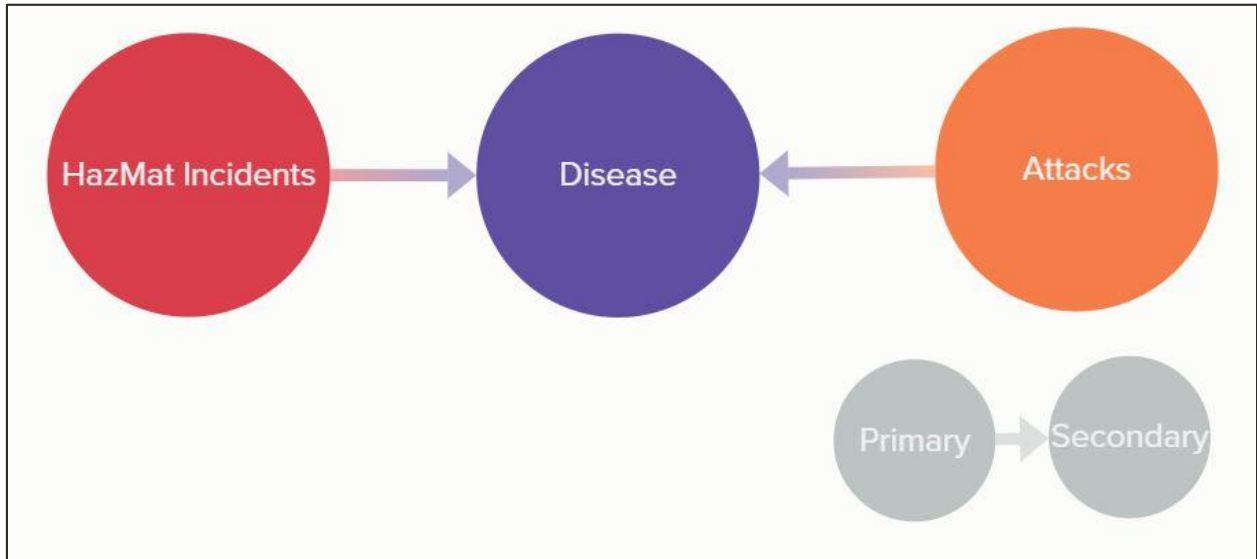 HazMat Incidents
Disease
Attacks
Primary
Secondary